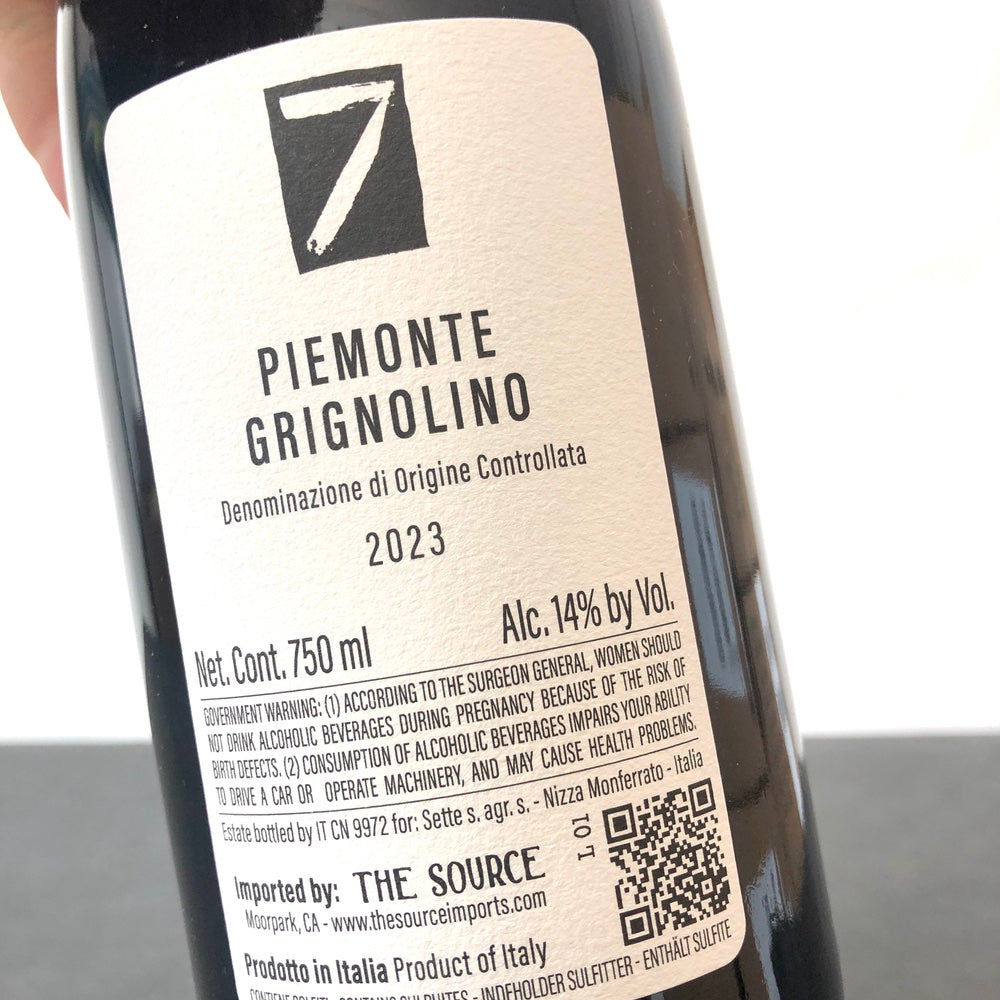 7
PIEMONTE
GRIGNOLINO
Denominazione di Origine Controllata
2023
Net. Cont. 750 ml
Alc. 14% by Vol.
GOVERNMENT WARNING: (1) ACCORDING TO THE SURGEON GENERAL, WOMEN SHOULD
NOT DRINK ALCOHOLIC BEVERAGES DURING PREGNANCY BECAUSE OF THE RISK OF
BIRTH DEFECTS. (2) CONSUMPTION OF ALCOHOLIC BEVERAGES IMPAIRS YOUR ABILITY
TO DRIVE A CAR OR OPERATE MACHINERY, AND MAY CAUSE HEALTH PROBLEMS.
Estate bottled by IT CN 9972 for: Sette s. agr. s. - Nizza Monferrato - Italia
L 01
Imported by: THE SOURCE
Moorpark, CA - www.thesourceimports.com
Prodotto in Italia Product of Italy
CONTIENE SOLFITI - CONTAINS SULPHITES - INDEHOLDER SULFITTER - ENTHÄLT SULFITE